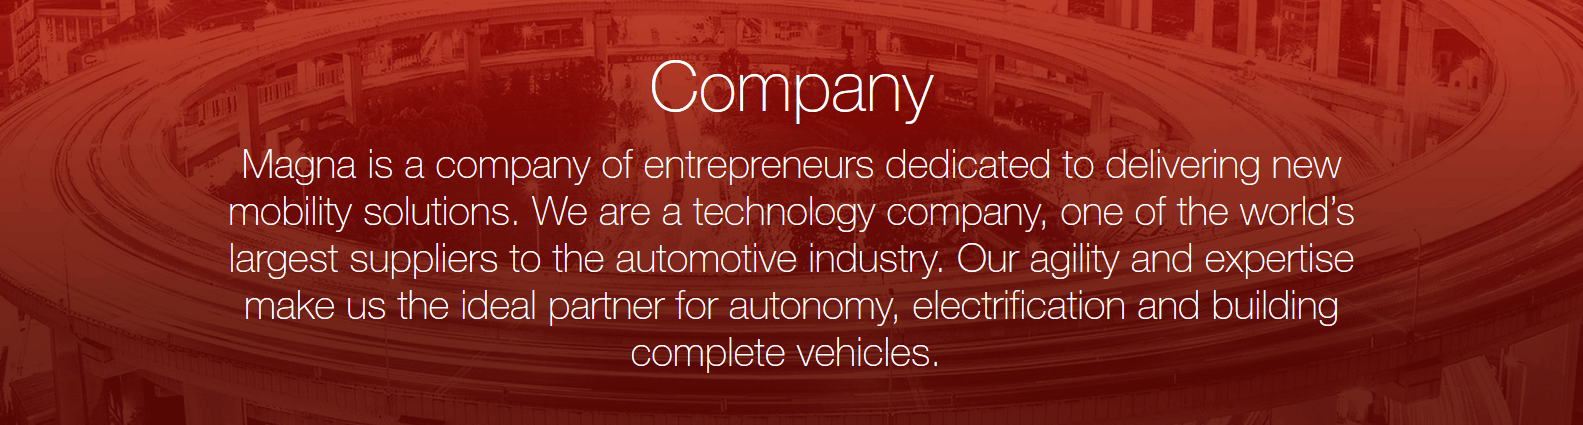 Company
Magna is a company of entrepreneurs dedicated to delivering new
mobility solutions. We are a technology company, one of the world’s
largest suppliers to the automotive industry. Our agility and expertise
make us the ideal partner for autonomy, electrification and building
complete vehicles.